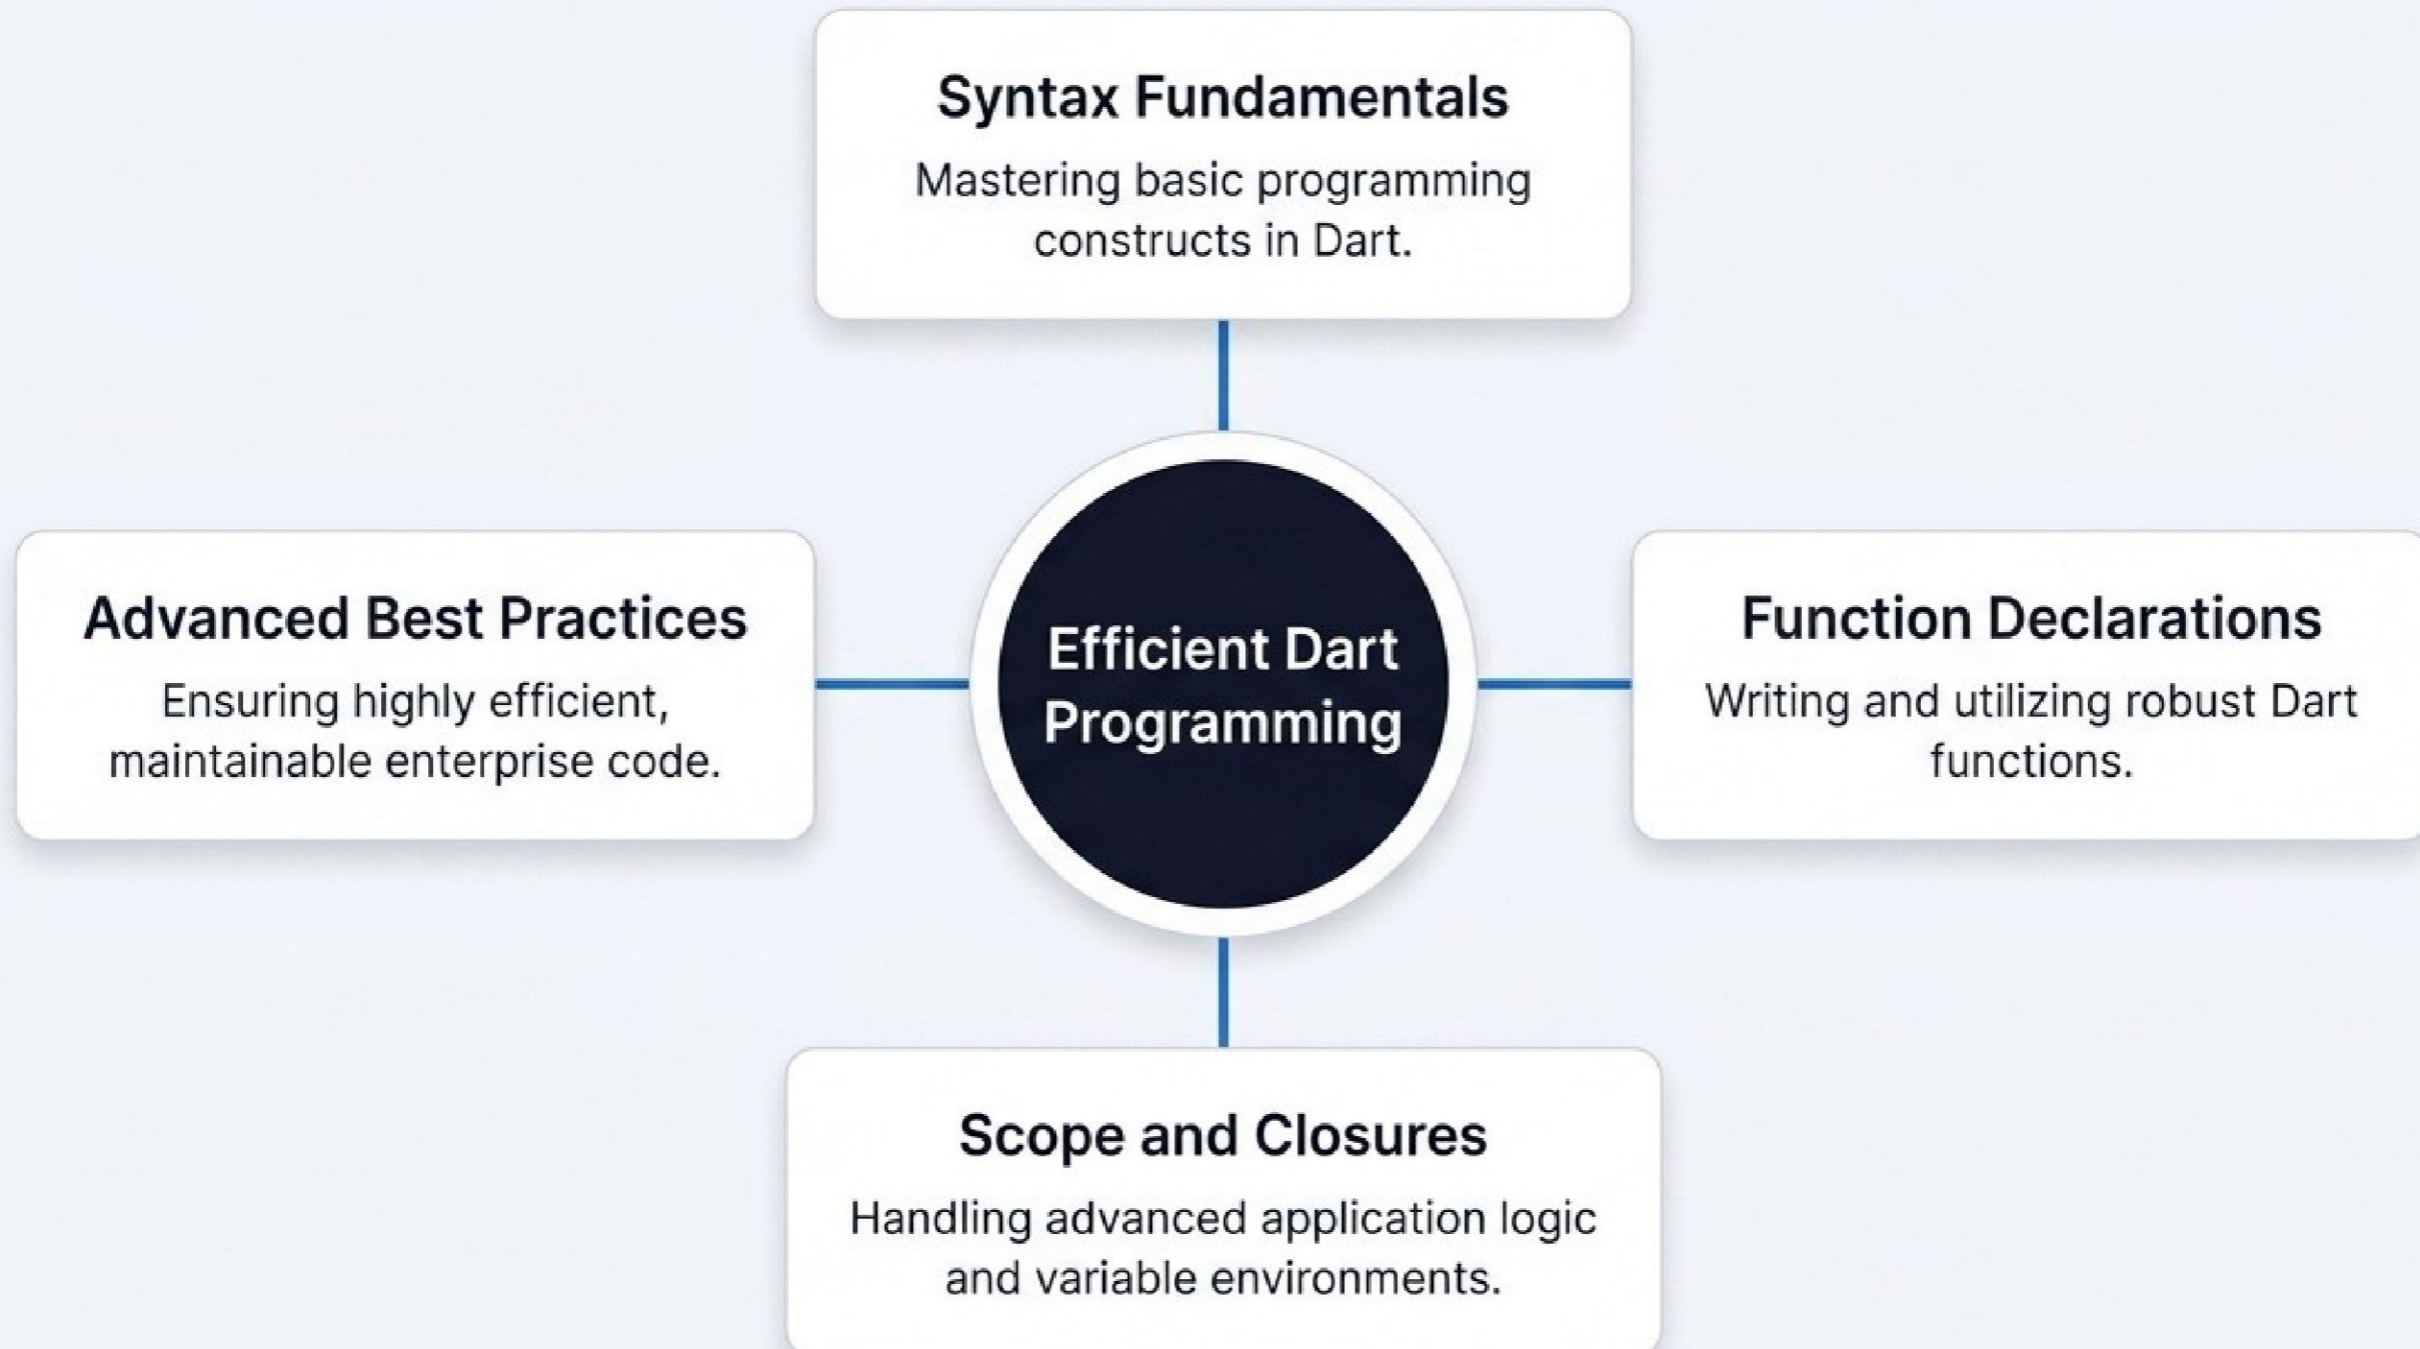 Syntax Fundamentals
Mastering basic programming
constructs in Dart.
Advanced Best Practices
Ensuring highly efficient,
maintainable enterprise code.
Efficient Dart
Programming
Function Declarations
Writing and utilizing robust Dart
functions.
Scope and Closures
Handling advanced application logic
and variable environments.